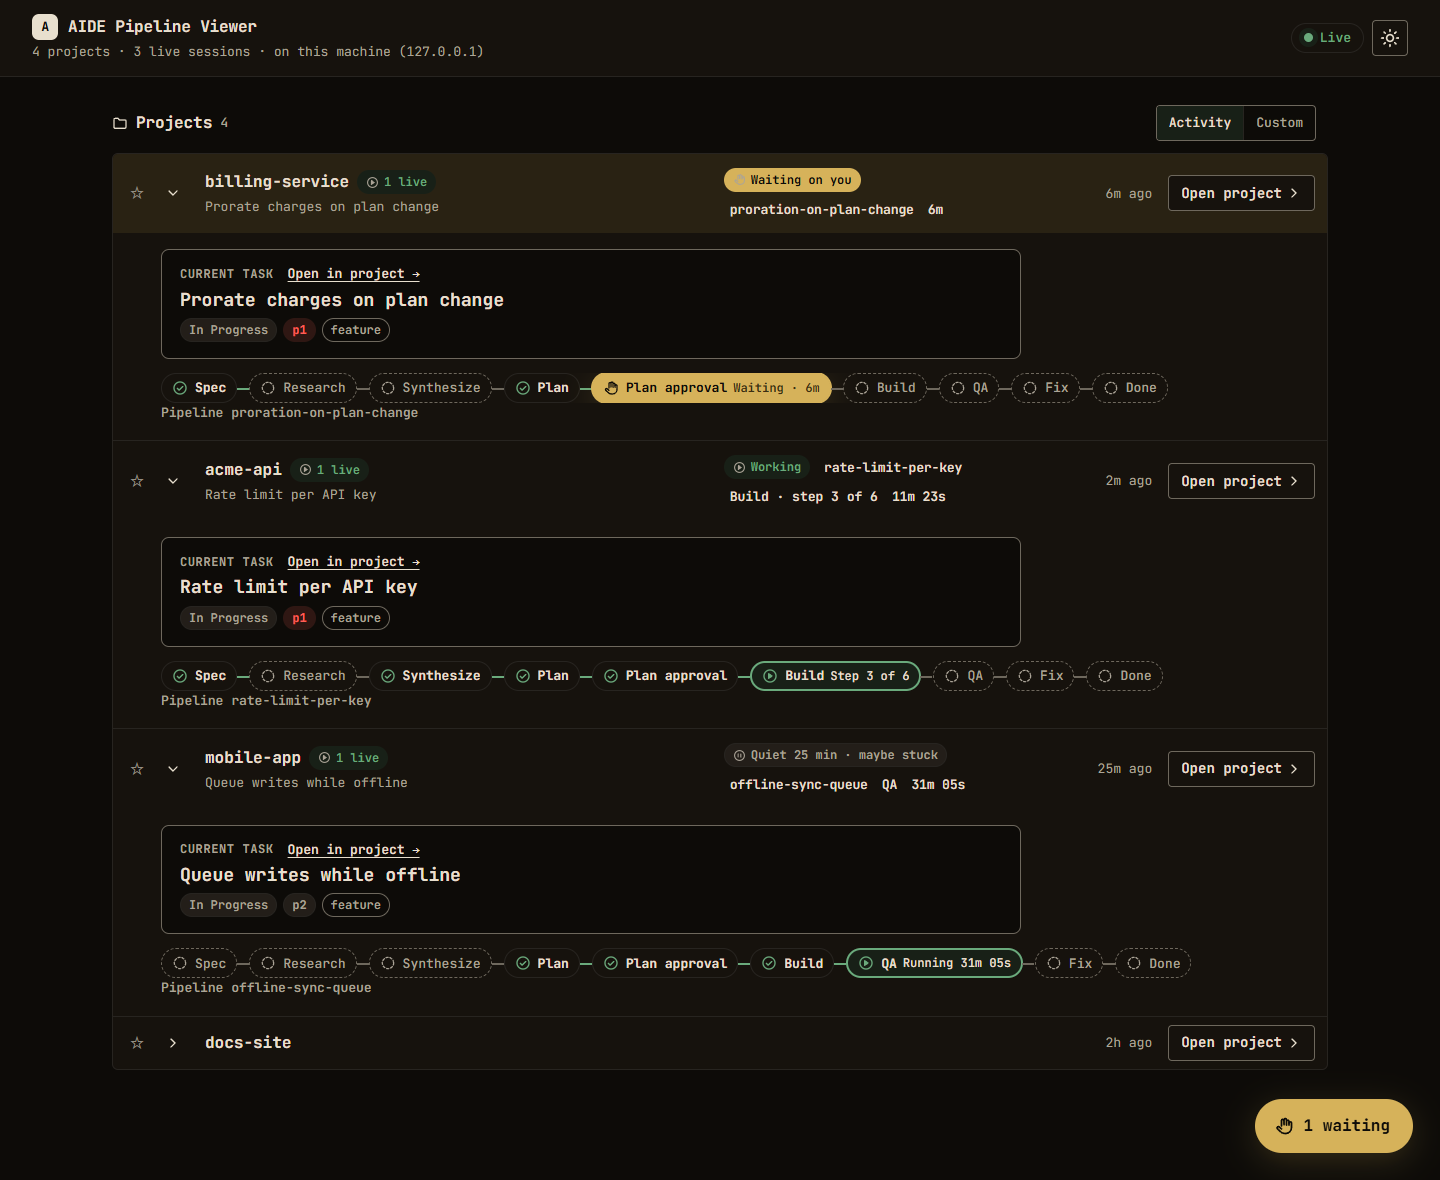 A AIDE Pipeline Viewer
4 projects · 3 live sessions · on this machine (127.0.0.1)
Live
Projects 4
Activity Custom
billing-service 1 live
Prorate charges on plan change
Waiting on you
proration-on-plan-change 6m
6m ago
Open project
CURRENT TASK Open in project →
Prorate charges on plan change
In Progress p1 feature
Spec Research Synthesize Plan Plan approval Waiting · 6m Build QA Fix Done
Pipeline proration-on-plan-change
acme-api 1 live
Rate limit per API key
Working rate-limit-per-key
Build · step 3 of 6 11m 23s
2m ago
Open project
CURRENT TASK Open in project →
Rate limit per API key
In Progress p1 feature
Spec Research Synthesize Plan Plan approval Build Step 3 of 6 QA Fix Done
Pipeline rate-limit-per-key
mobile-app 1 live
Queue writes while offline
Quiet 25 min · maybe stuck
offline-sync-queue QA 31m 05s
25m ago
Open project
CURRENT TASK Open in project →
Queue writes while offline
In Progress p2 feature
Spec Research Synthesize Plan Plan approval Build QA Running 31m 05s Fix Done
Pipeline offline-sync-queue
docs-site
2h ago
Open project
1 waiting